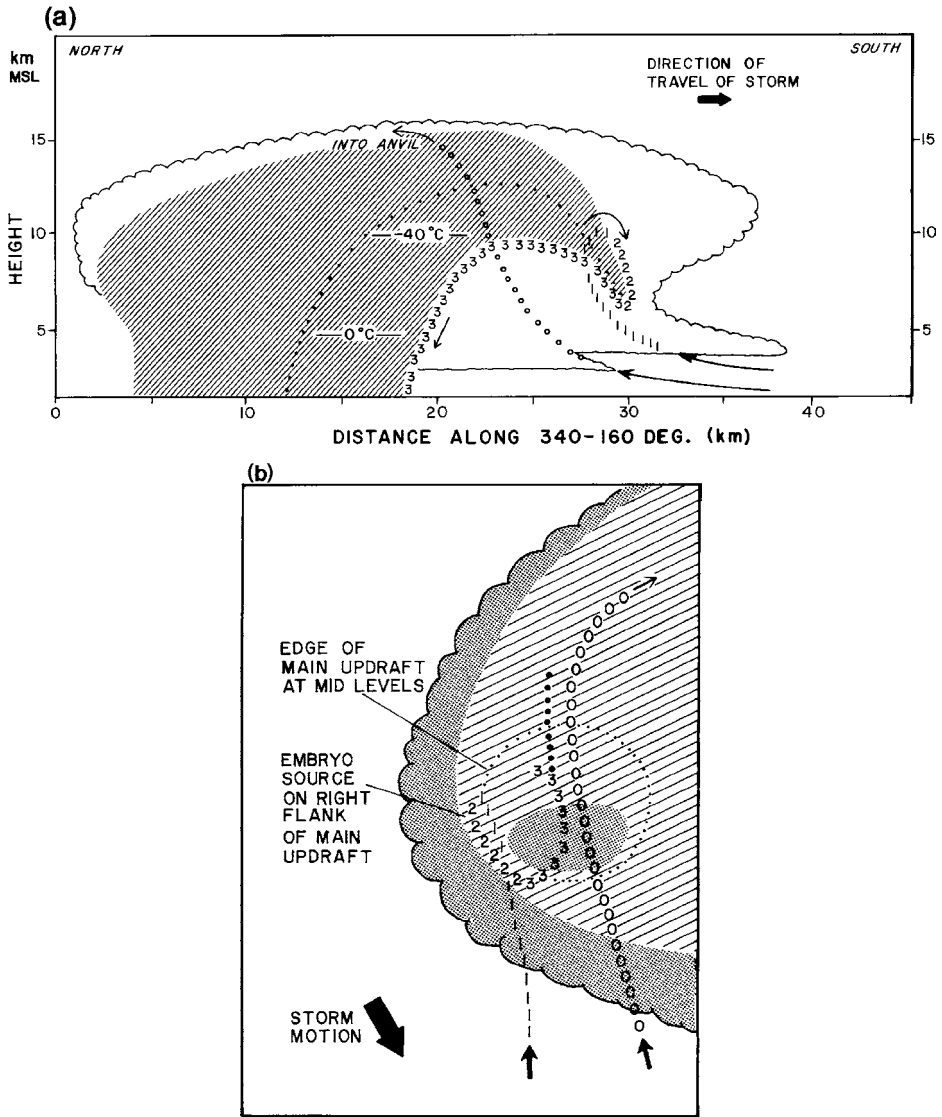 (a)
km
MSL
NORTH
SOUTH
DIRECTION OF
TRAVEL OF STORM
15
INTO ANVIL
15
10
-40°C
10
HEIGHT
5
0°C
5
0
10
20
30
40
DISTANCE ALONG 340-160 DEG. (km)
(b)
EDGE OF
MAIN UPDRAFT
AT MID LEVELS
EMBRYO
SOURCE
ON RIGHT
FLANK
OF MAIN
UPDRAFT
STORM
MOTION